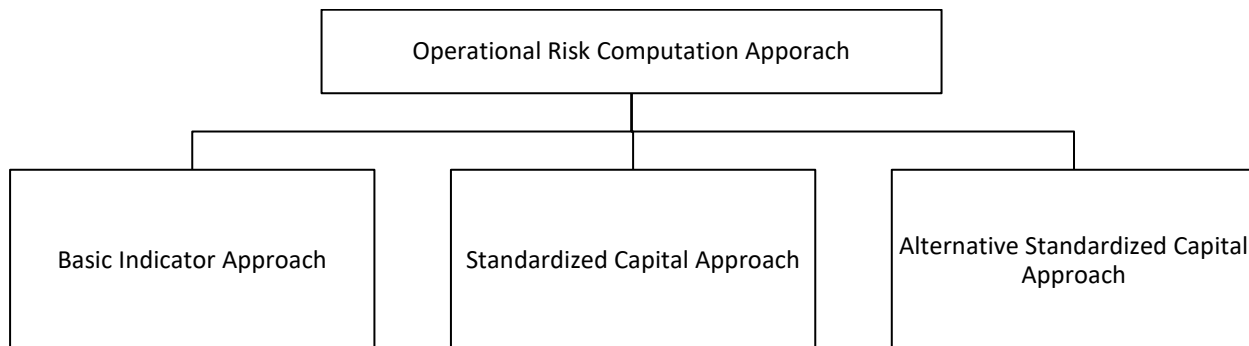 Operational Risk Computation Apporach
Basic Indicator Approach
Standardized Capital Approach
Alternative Standardized Capital
Approach